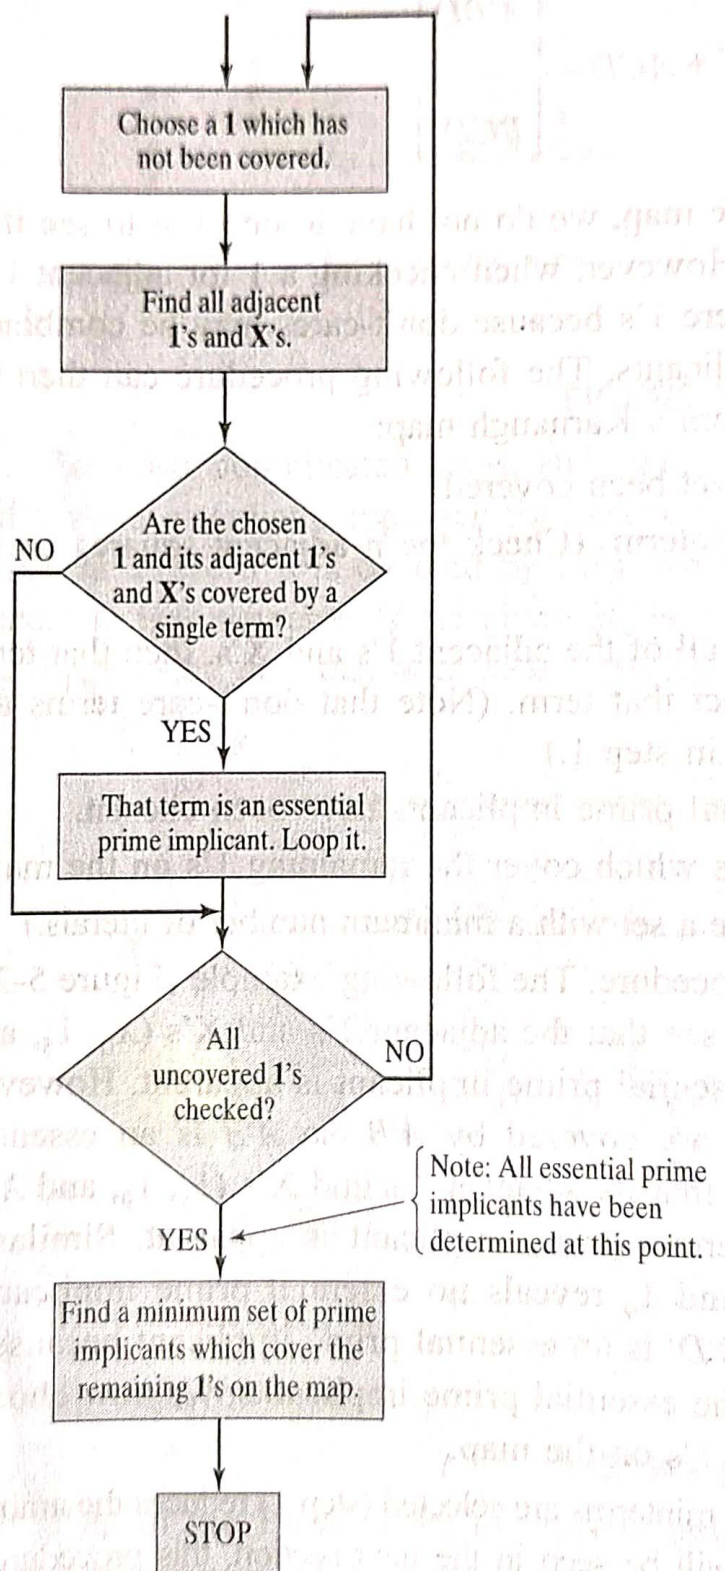 Choose a 1 which has
not been covered.
Find all adjacent
1's and X's.
Are the chosen
1 and its adjacent 1's
and X's covered by a
single term?
NO
YES
That term is an essential
prime implicant. Loop it.
All
uncovered 1's
checked?
NO
Note: All essential prime
implicants have been
determined at this point.
YES
Find a minimum set of prime
implicants which cover the
remaining 1's on the map.
STOP